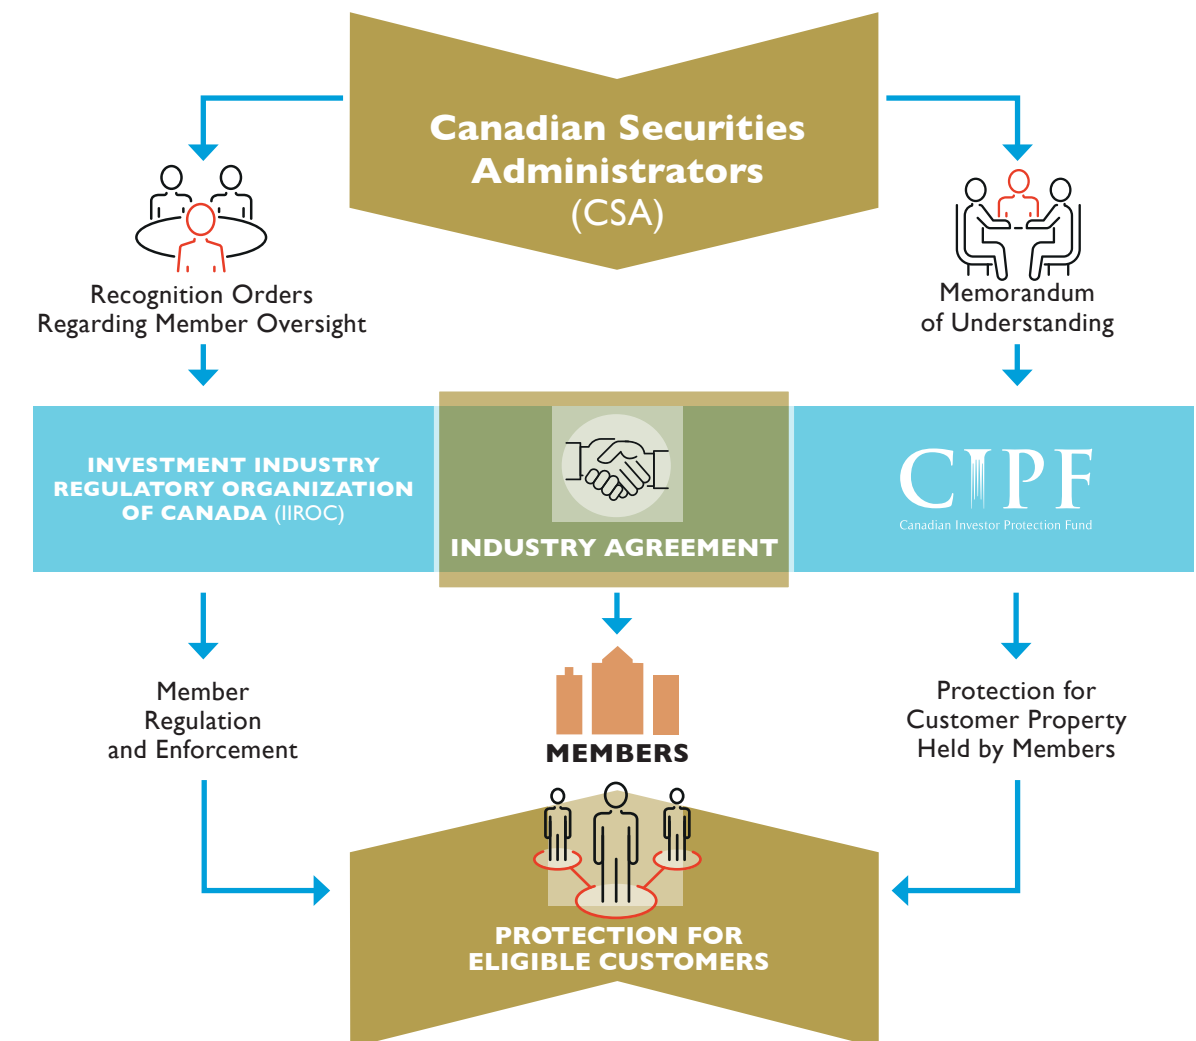 Canadian Securities
Administrators
(CSA)
Recognition Orders
Regarding Member Oversight
Memorandum
of Understanding
INVESTMENT INDUSTRY
REGULATORY ORGANIZATION
OF CANADA (IIROC)
INDUSTRY AGREEMENT
CIPF
Canadian Investor Protection Fund
Member
Regulation
and Enforcement
MEMBERS
Protection for
Customer Property
Held by Members
PROTECTION FOR
ELIGIBLE CUSTOMERS